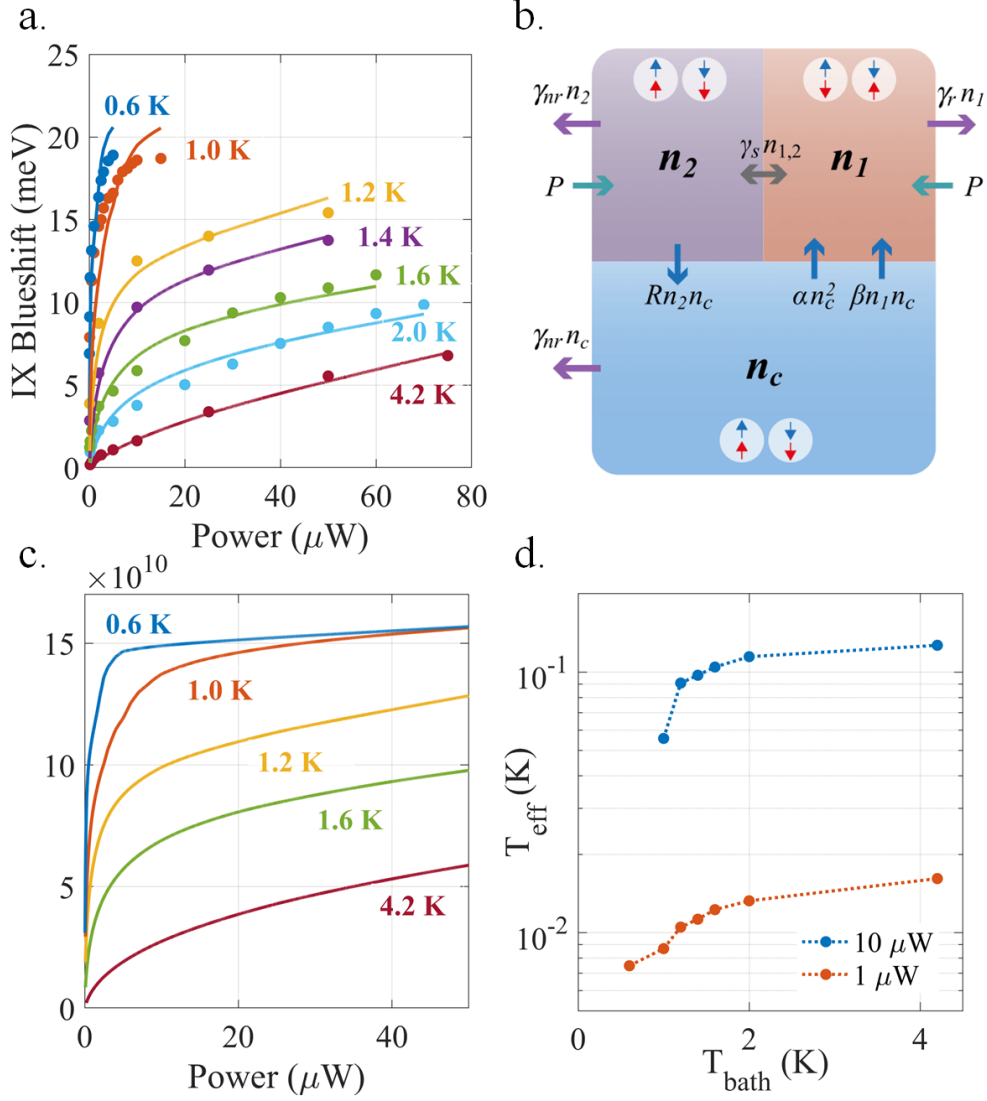 a.
IX Blueshift (meV)
25
20
15
10
5
0
0.6 K
1.0 K
1.2 K
1.4 K
1.6 K
2.0 K
4.2 K
0 20 40 60 80
Power (μW)
b.
γnr n2
γr n1
n2
γs n1,2
n1
P
P
Rn2nc
αnc²
βn1nc
γnr nc
nc
c.
×10¹⁰
15
10
5
0
0.6 K
1.0 K
1.2 K
1.6 K
4.2 K
0 20 40
Power (μW)
d.
Teff (K)
10⁻¹
10⁻²
10 μW
1 μW
0 2 4
Tbath (K)